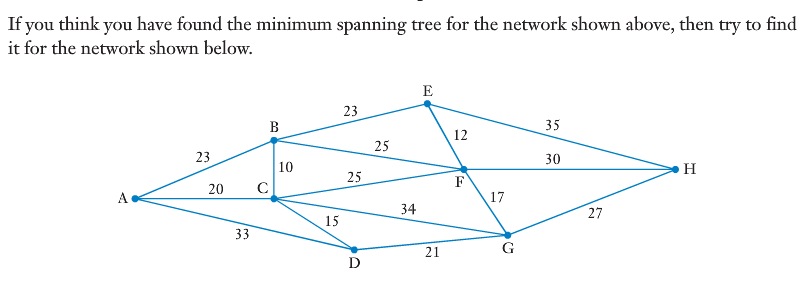 If you think you have found the minimum spanning tree for the network shown above, then try to find
it for the network shown below.
E
23
35
B
12
25
23
30
10
H
25
20
C
A
F
17
34
27
15
33
21
G
D